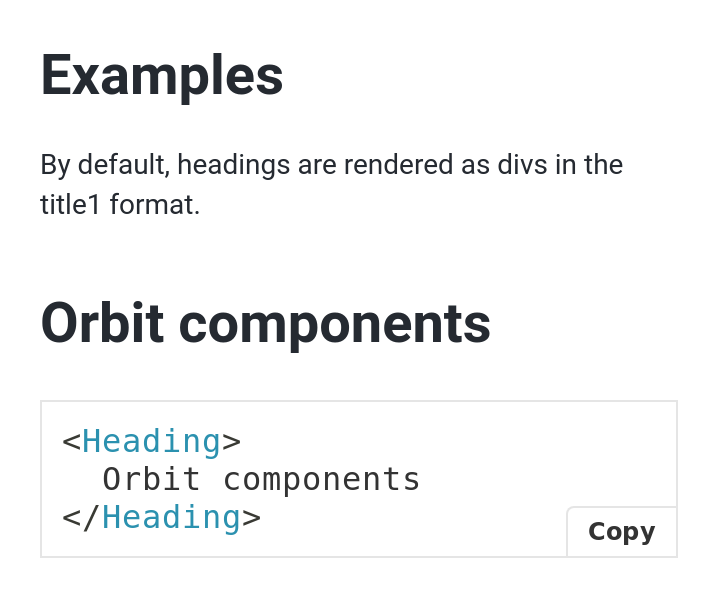 Examples
By default, headings are rendered as divs in the
title1 format.
Orbit components
<Heading>
  Orbit components
</Heading>
Copy